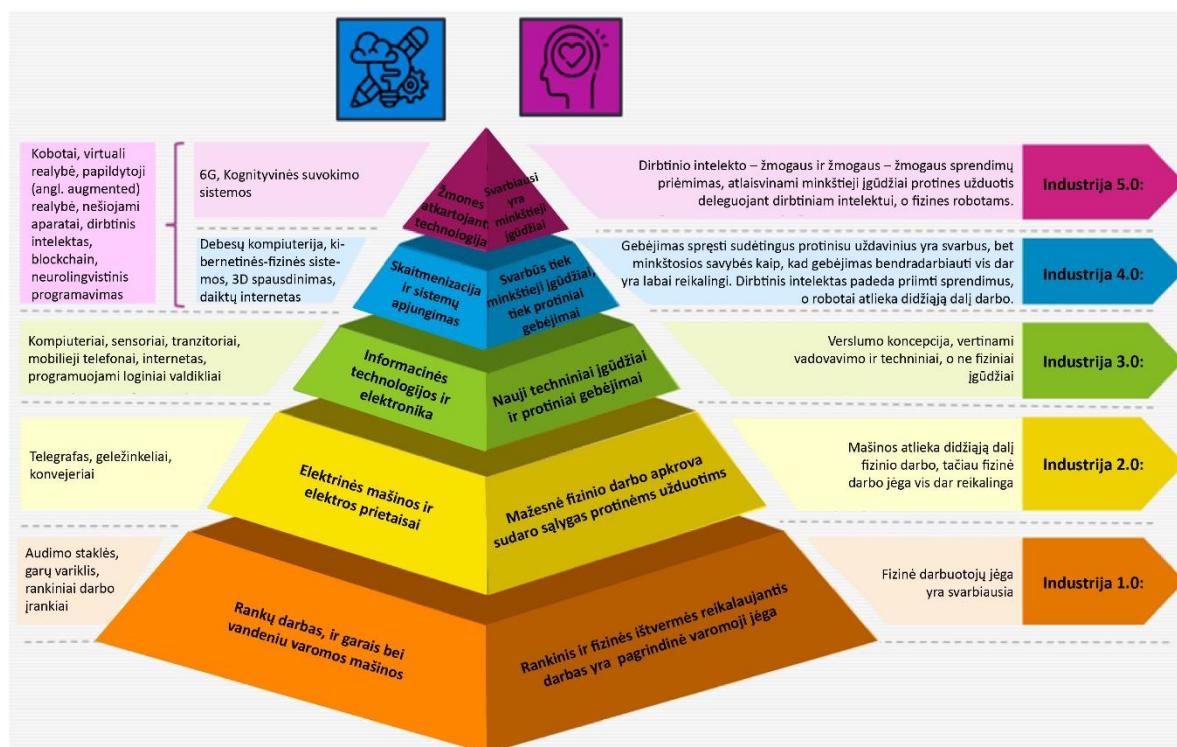 Kobotai, virtuali
realybė, papildytoji
(angl. augmented)
realybė, nešiojami
aparatai, dirbtinis
intelektas,
blockchain,
neurolingvistinis
programavimas
6G, Kognityvinės suvokimo
sistemos
Žmones
atkartojanti
technologija
Svarbiausi
yra
minkštieji
įgūdžiai
Dirbtinio intelekto – žmogaus ir žmogaus – žmogaus sprendimų
priėmimas, atlaisvinami minkštieji įgūdžiai protines užduotis
deleguojant dirbtiniam intelektui, o fizines robotams.
Industrija 5.0:
Debesų kompiuterija, ki-
bernetinės-fizinės siste-
mos, 3D spausdinimas,
daiktų internetas
Skaitmenizacija
ir sistemų
apjungimas
Svarbūs tiek
minkštieji įgūdžiai,
tiek protiniai
gebėjimai
Gebėjimas spręsti sudėtingus protinisu uždavinius yra svarbus, bet
minkštosios savybės kaip, kad gebėjimas bendradarbiauti vis dar
yra labai reikalingi. Dirbtinis intelektas padeda priimti sprendimus,
o robotai atlieka didžiąją dalį darbo.
Industrija 4.0:
Kompiuteriai, sensoriai, tranzitoriai,
mobilieji telefonai, internetas,
programuojami loginiai valdikliai
Informacinės
technologijos ir
elektronika
Nauji techniniai įgūdžiai
ir protiniai gebėjimai
Verslumo koncepcija, vertinami
vadovavimo ir techniniai, o ne fiziniai
įgūdžiai
Industrija 3.0:
Telegrafas, geležinkeliai,
konvejeriai
Elektrinės mašinos ir
elektros prietaisai
Mažesnė fizinio darbo apkrova
sudaro sąlygas protinėms užduotims
Mašinos atlieka didžiąją dalį
fizinio darbo, tačiau fizinė
darbo jėga vis dar reikalinga
Industrija 2.0:
Audimo staklės,
garų variklis,
rankiniai darbo
įrankiai
Rankų darbas, ir garais bei
vandeniu varomos mašinos
Rankinis ir fizinės ištvermės reikalaujantis
darbas yra pagrindinė varomoji jėga
Fizinė darbuotojų jėga
yra svarbiausia
Industrija 1.0: